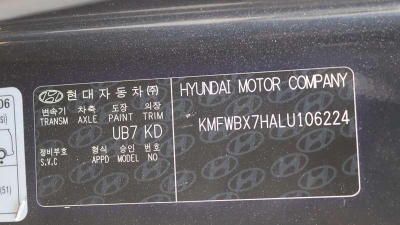 현대자동차㈜
변속기 차축 도장 의장
TRANSM AXLE PAINT TRIM
UB7 KD
정비부호 형식 승인 번호
S.V.C APPD MODEL NO
HYUNDAI MOTOR COMPANY
KMFWBX7HALU106224
06
(51)